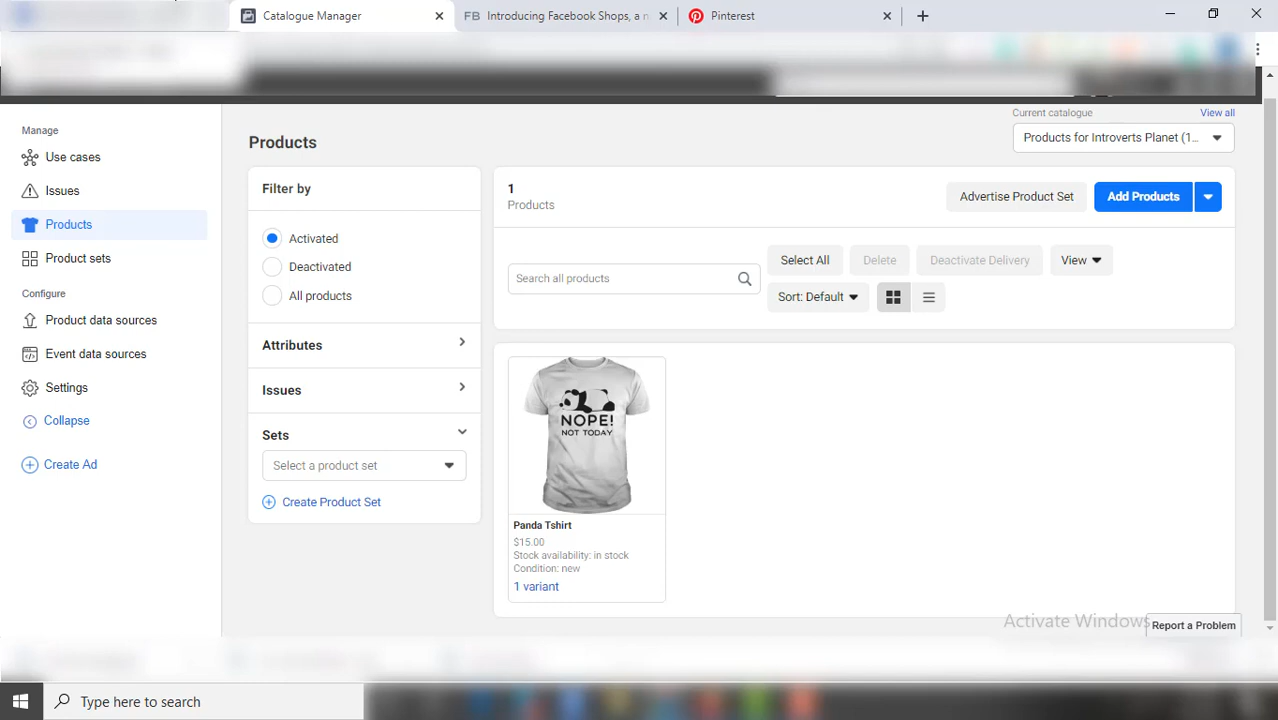 Catalogue Manager
FB Introducing Facebook Shops, a n
Pinterest
Current catalogue
View all
Products for Introverts Planet (1...
Manage
Use cases
Issues
Products
Product sets
Configure
Product data sources
Event data sources
Settings
Collapse
Create Ad
Products
Filter by
Activated
Deactivated
All products
Attributes
Issues
Sets
Select a product set
Create Product Set
1
Products
Advertise Product Set
Add Products
Search all products
Select All
Delete
Deactivate Delivery
View
Sort: Default
NOPE!
NOT TODAY
Panda Tshirt
$15.00
Stock availability: in stock
Condition: new
1 variant
Activate Windows
Report a Problem
Type here to search